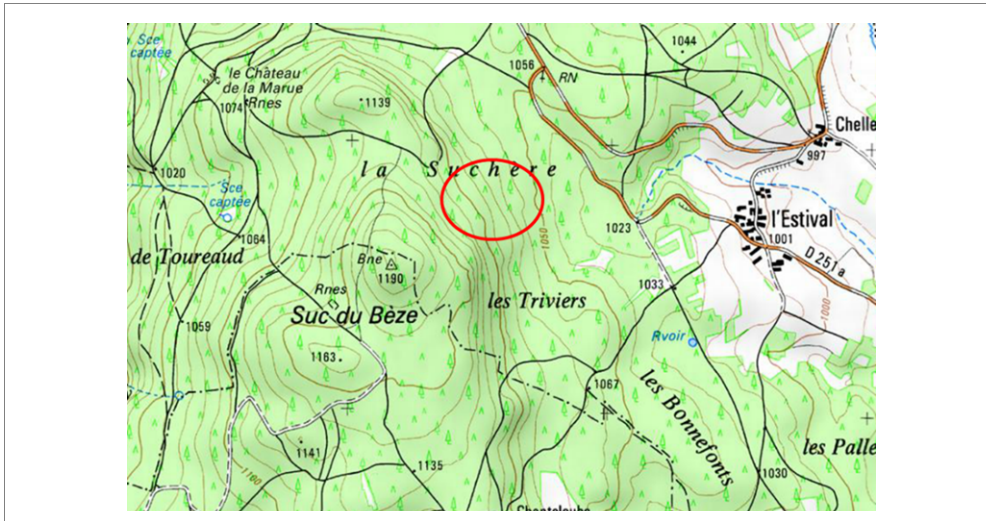 Sce
captée
1044
1056
RN
le Château
de la Marue
Rnes
1074
1139
Chelle
997
la Suchère
1020
Sce
captée
l'Estival
1023
1001
1064
1050
D 251a
de Toureaud
Bne
1190
Rnes
les Triviers
1033
1000
Suc du Bèze
1059
Rvoir
1163
1067
les Bonnefonts
1141
1135
les Palle
1100
1030